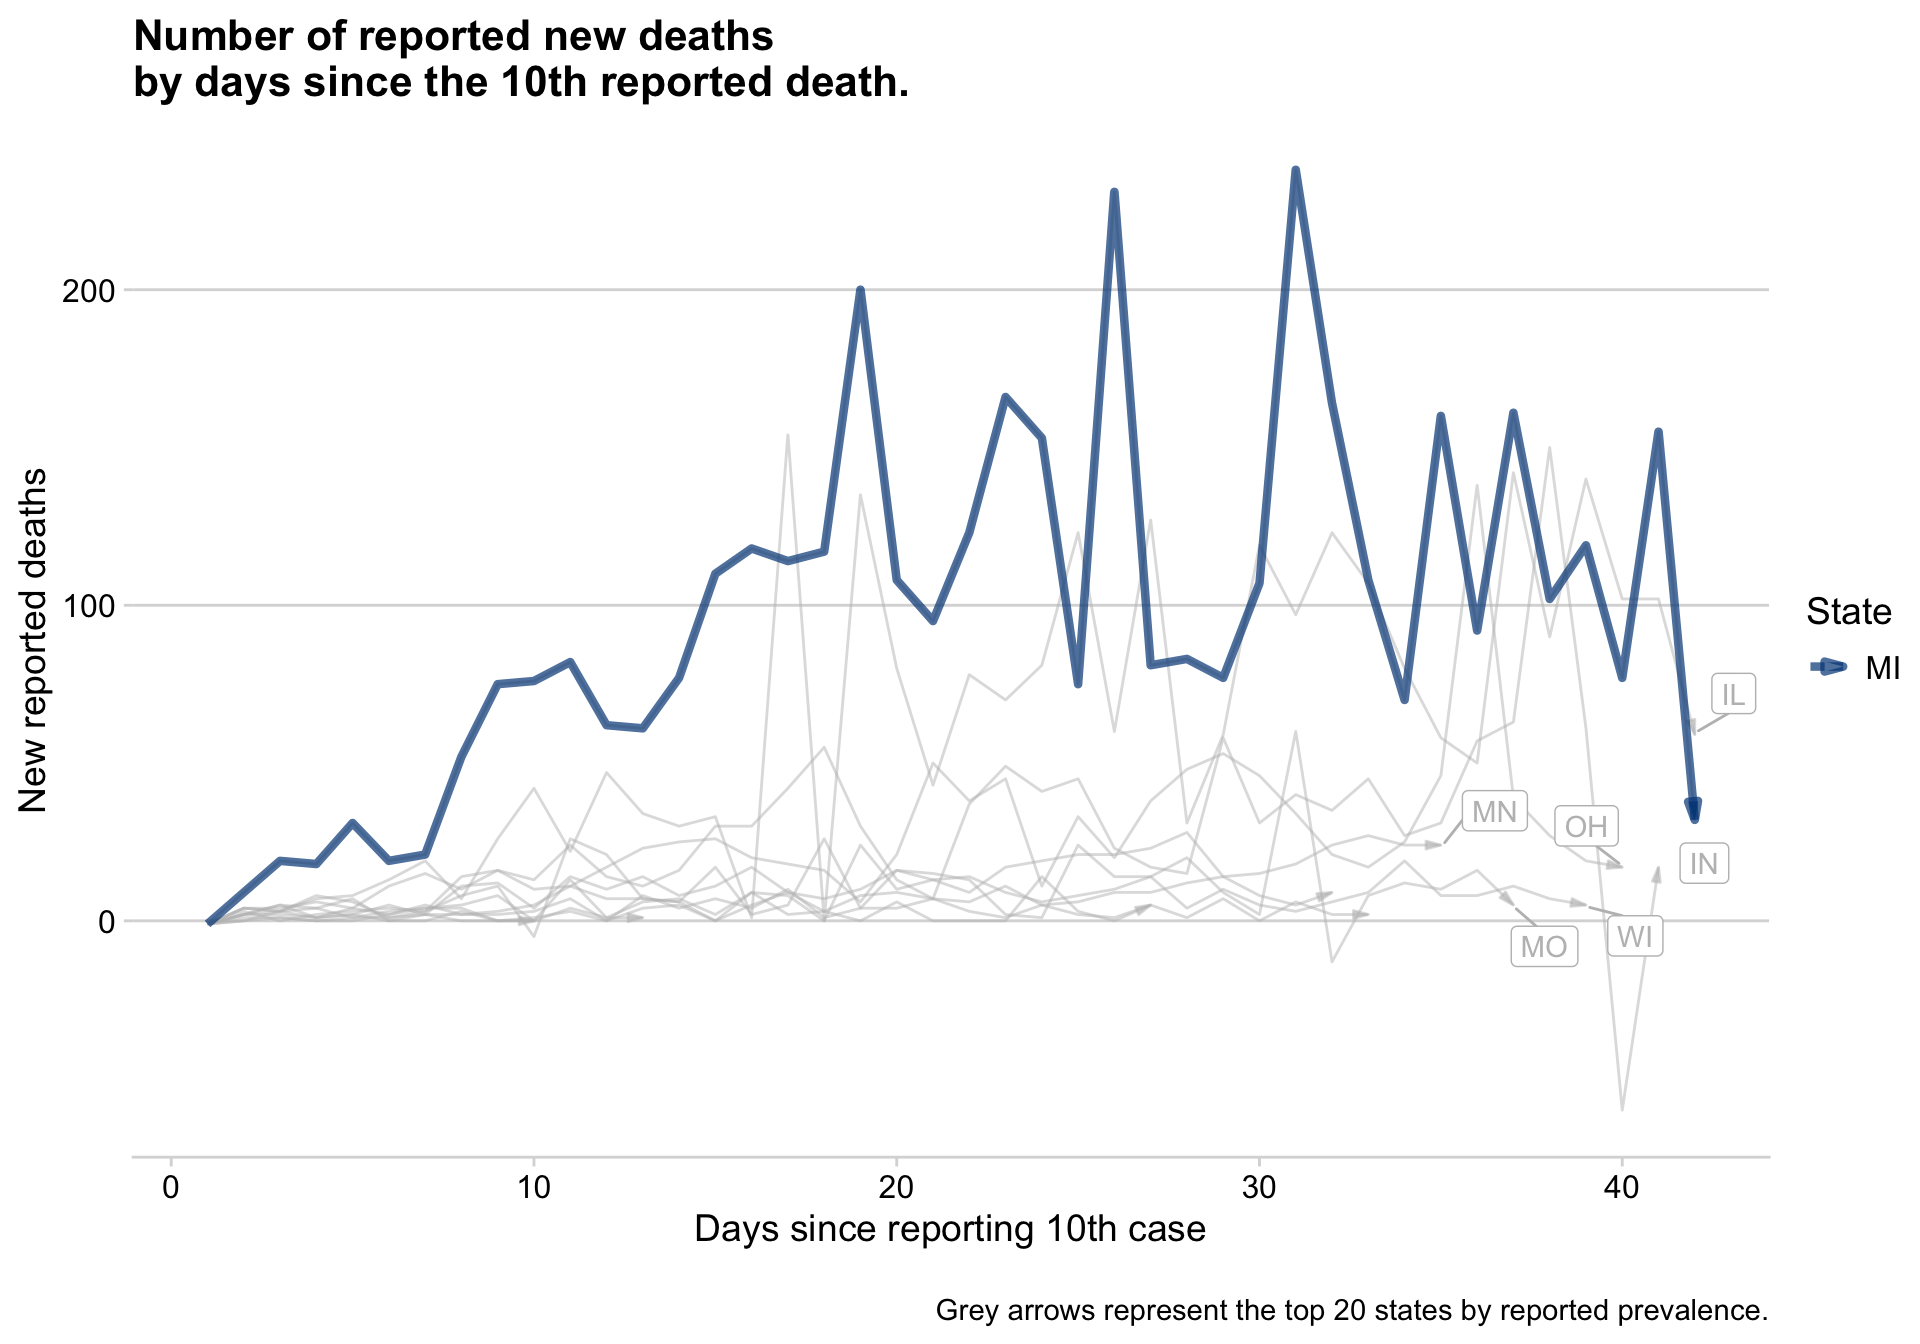 Number of reported new deaths
by days since the 10th reported death.
New reported deaths
200
100
0
IL
MN
OH
IN
MO
WI
State
MI
0
10
20
30
40
Days since reporting 10th case
Grey arrows represent the top 20 states by reported prevalence.